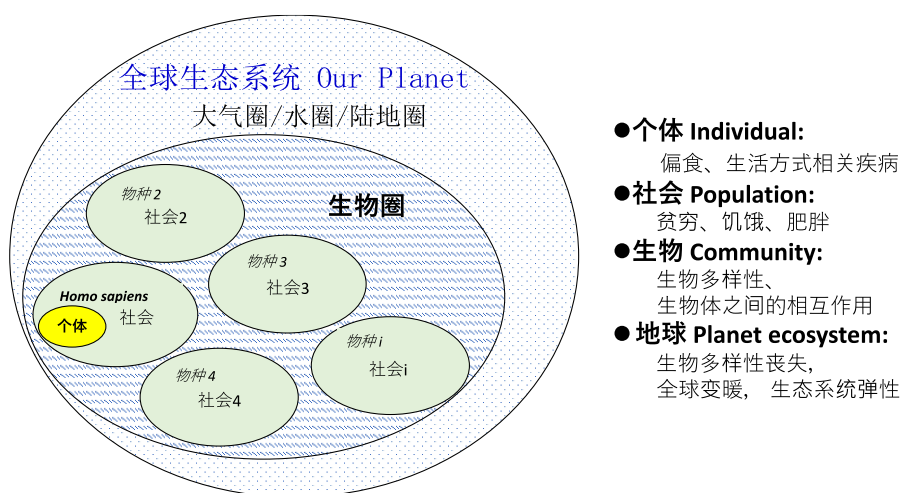 全球生态系统 Our Planet
大气圈/水圈/陆地圈
生物圈
物种2
社会2
物种3
社会3
Homo sapiens
社会
个体
物种i
社会i
物种4
社会4
●个体 Individual:
偏食、生活方式相关疾病
●社会 Population:
贫穷、饥饿、肥胖
●生物 Community:
生物多样性、
生物体之间的相互作用
●地球 Planet ecosystem:
生物多样性丧失,
全球变暖, 生态系统弹性